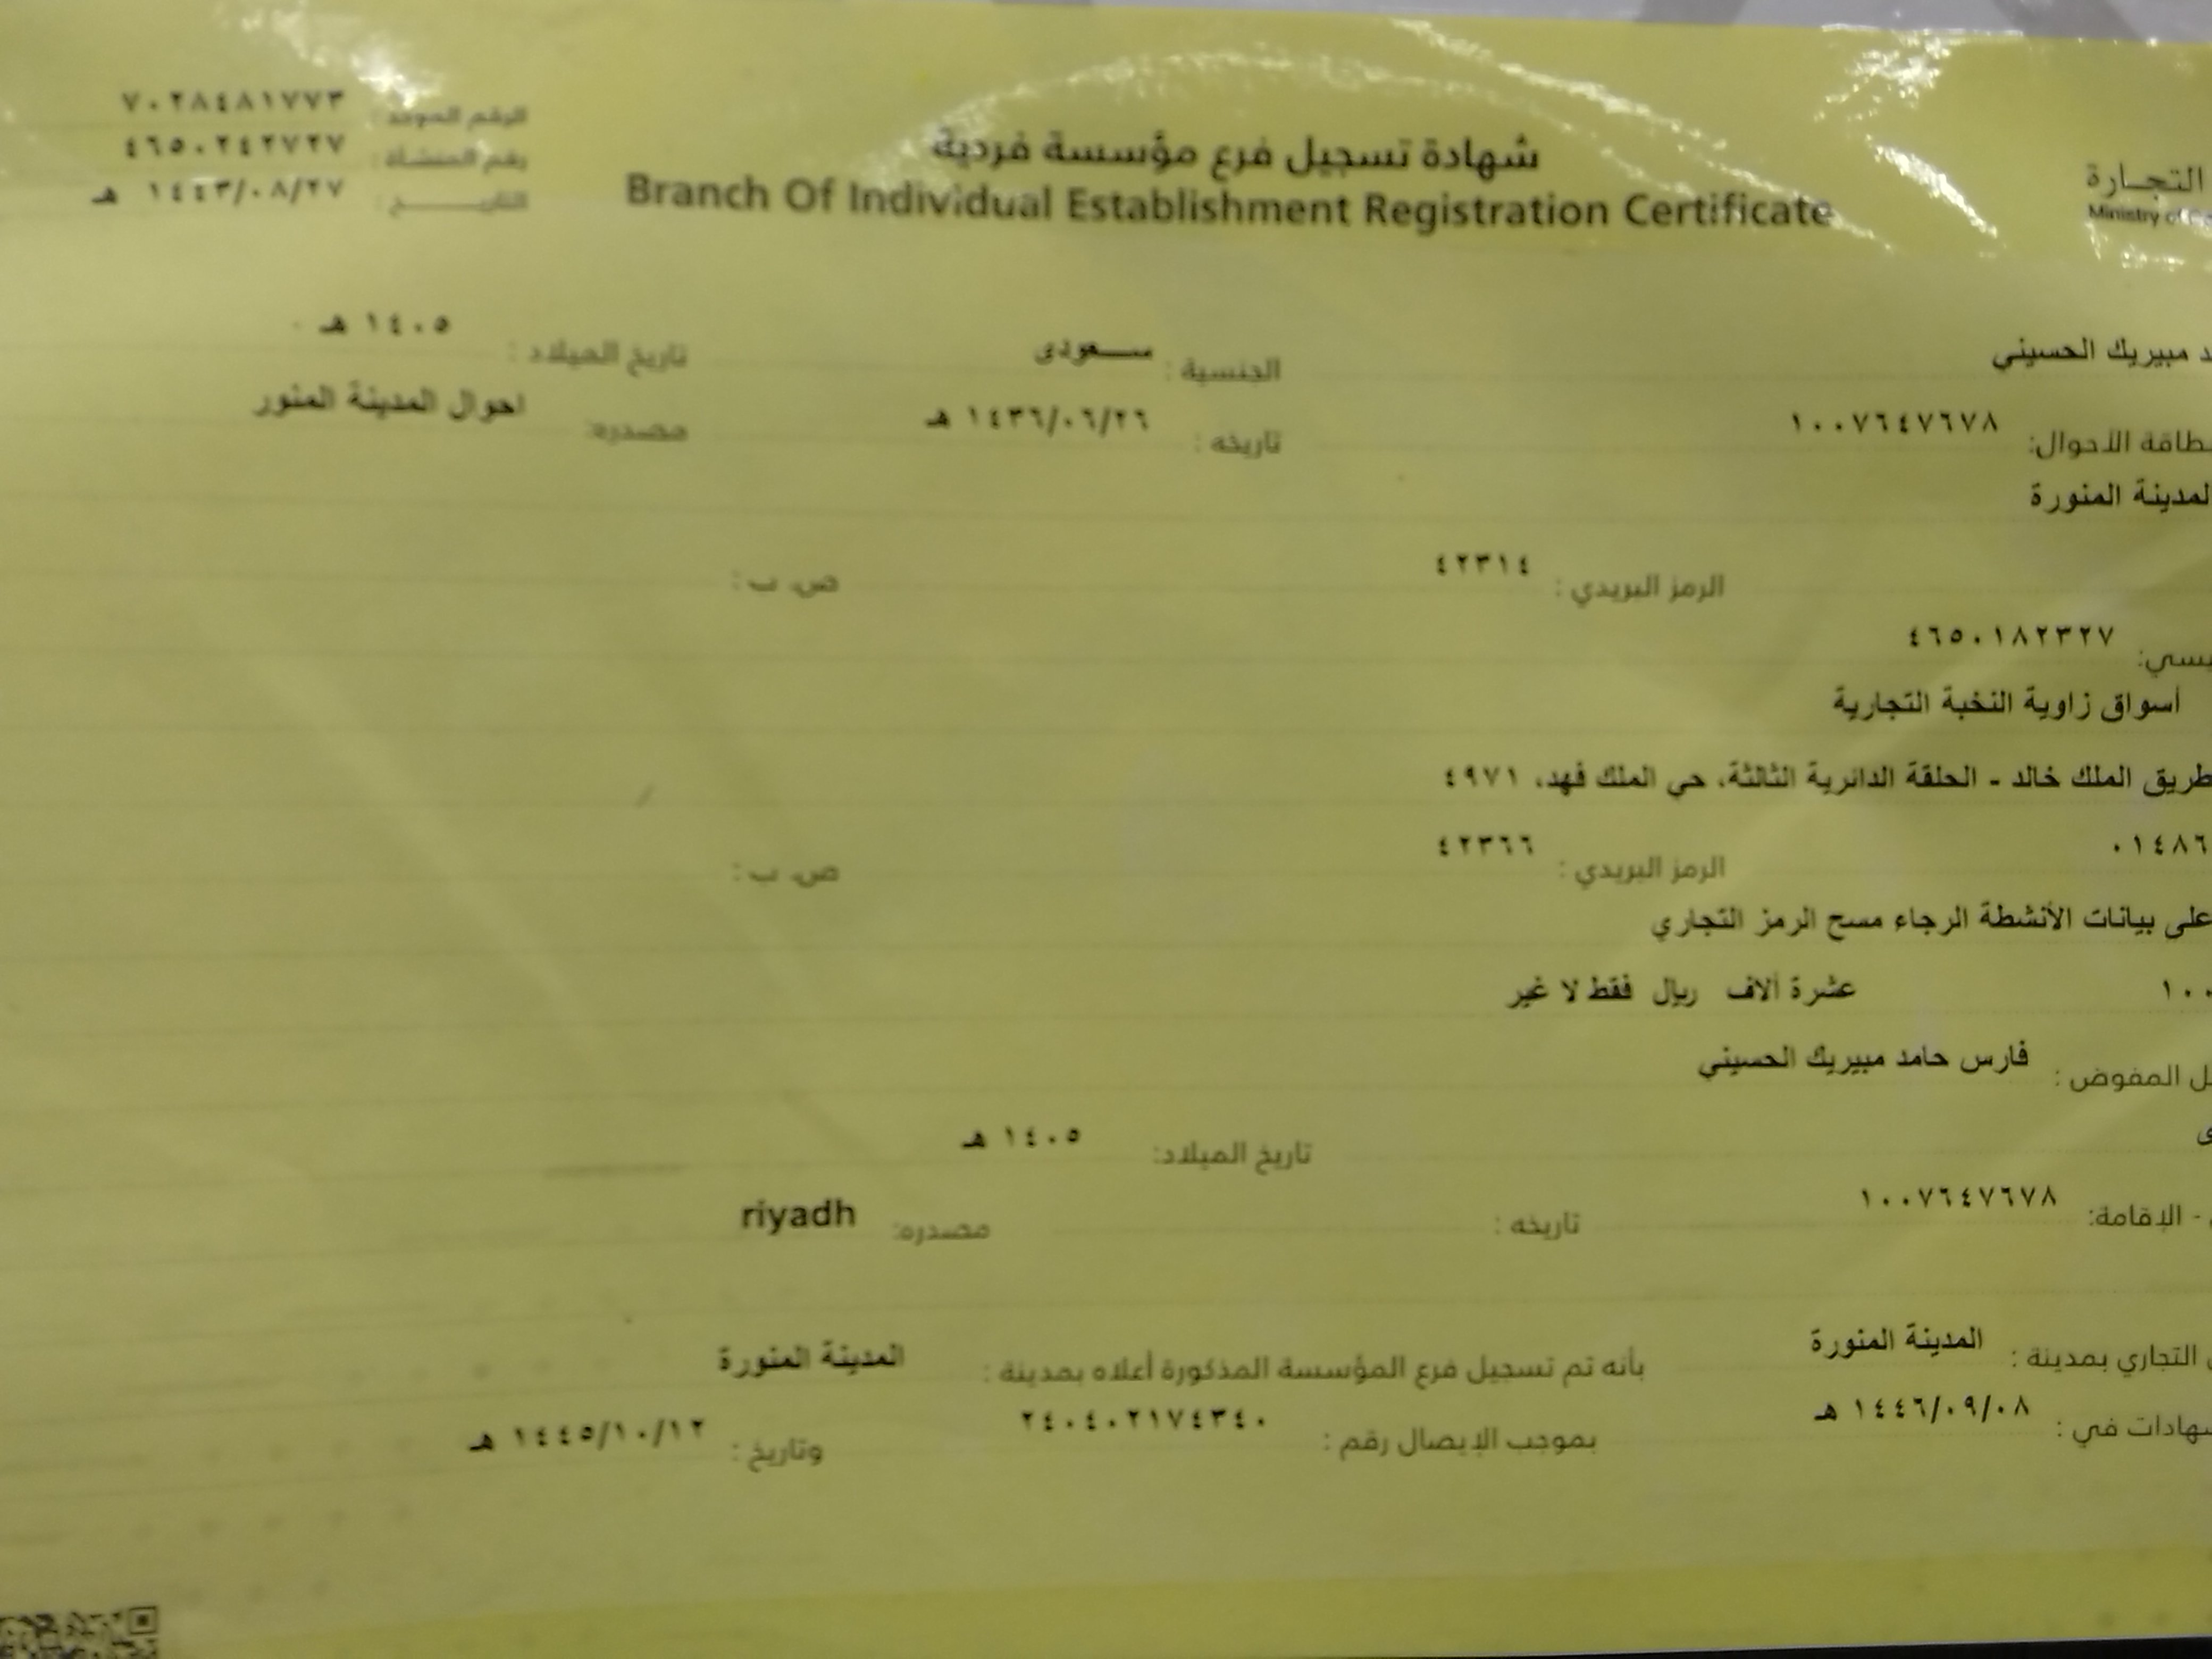 التجارة
Ministry of
شهادة تسجيل فرع مؤسسة فردية
Branch Of Individual Establishment Registration Certificate
الرقم الموحد : ٧٠٢٨٤٨١٧٧٣
رقم المنشأة : ٤٦٥٠٢٤٢٧٢٧
التاريـــــخ : ١٤٤٣/٠٨/٢٧ هـ
مبيريك الحسيني الجنسية : ســعودى تاريخ الميلاد : ١٤٠٥ هـ
الأحوال: ١٠٠٧٦٤٧٦٧٨ تاريخه : ١٤٣٦/٠٦/٢٦ هـ مصدره: احوال المدينة المنور
المدينة المنورة
الرمز البريدي : ٤٢٣١٤ ص. ب :
٤٦٥٠١٨٢٣٢٧
أسواق زاوية النخبة التجارية
طريق الملك خالد - الحلقة الدائرية الثالثة، حي الملك فهد، ٤٩٧١
٠١٤٨٦ الرمز البريدي : ٤٢٣٦٦ ص. ب :
على بيانات الأنشطة الرجاء مسح الرمز التجاري
١٠٠ عشرة ألاف ريال فقط لا غير
المفوض : فارس حامد مبيريك الحسيني
تاريخ الميلاد: ١٤٠٥ هـ
- الإقامة: ١٠٠٧٦٤٧٦٧٨ تاريخه : مصدره: riyadh
التجاري بمدينة : المدينة المنورة بأنه تم تسجيل فرع المؤسسة المذكورة أعلاه بمدينة : المدينة المنورة
في : ١٤٤٦/٠٩/٠٨ هـ بموجب الإيصال رقم : ٢٤٠٤٠٢١٧٤٣٤٠ وتاريخ : ١٤٤٥/١٠/١٢ هـ